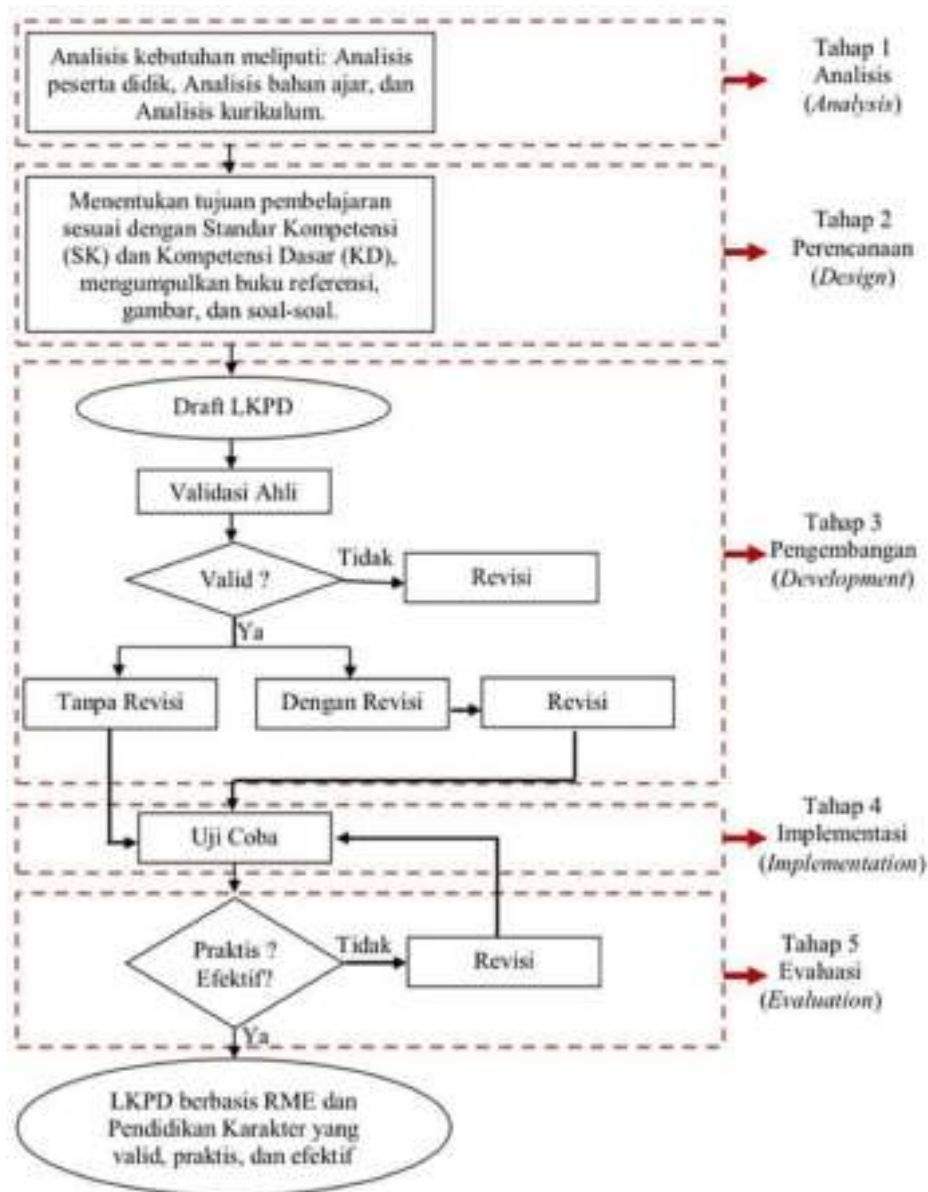 Analisis kebutuhan meliputi: Analisis
peserta didik, Analisis bahan ajar, dan
Analisis kurikulum.
Tahap 1
Analisis
(Analysis)
Menentukan tujuan pembelajaran
sesuai dengan Standar Kompetensi
(SK) dan Kompetensi Dasar (KD),
mengumpulkan buku referensi,
gambar, dan soal-soal.
Tahap 2
Perencanaan
(Design)
Draft LKPD
Validasi Ahli
Valid ?
Tidak
Revisi
Ya
Tanpa Revisi
Dengan Revisi
Revisi
Tahap 3
Pengembangan
(Development)
Uji Coba
Tahap 4
Implementasi
(Implementation)
Praktis ?
Efektif?
Tidak
Revisi
Ya
Tahap 5
Evaluasi
(Evaluation)
LKPD berbasis RME dan
Pendidikan Karakter yang
valid, praktis, dan efektif